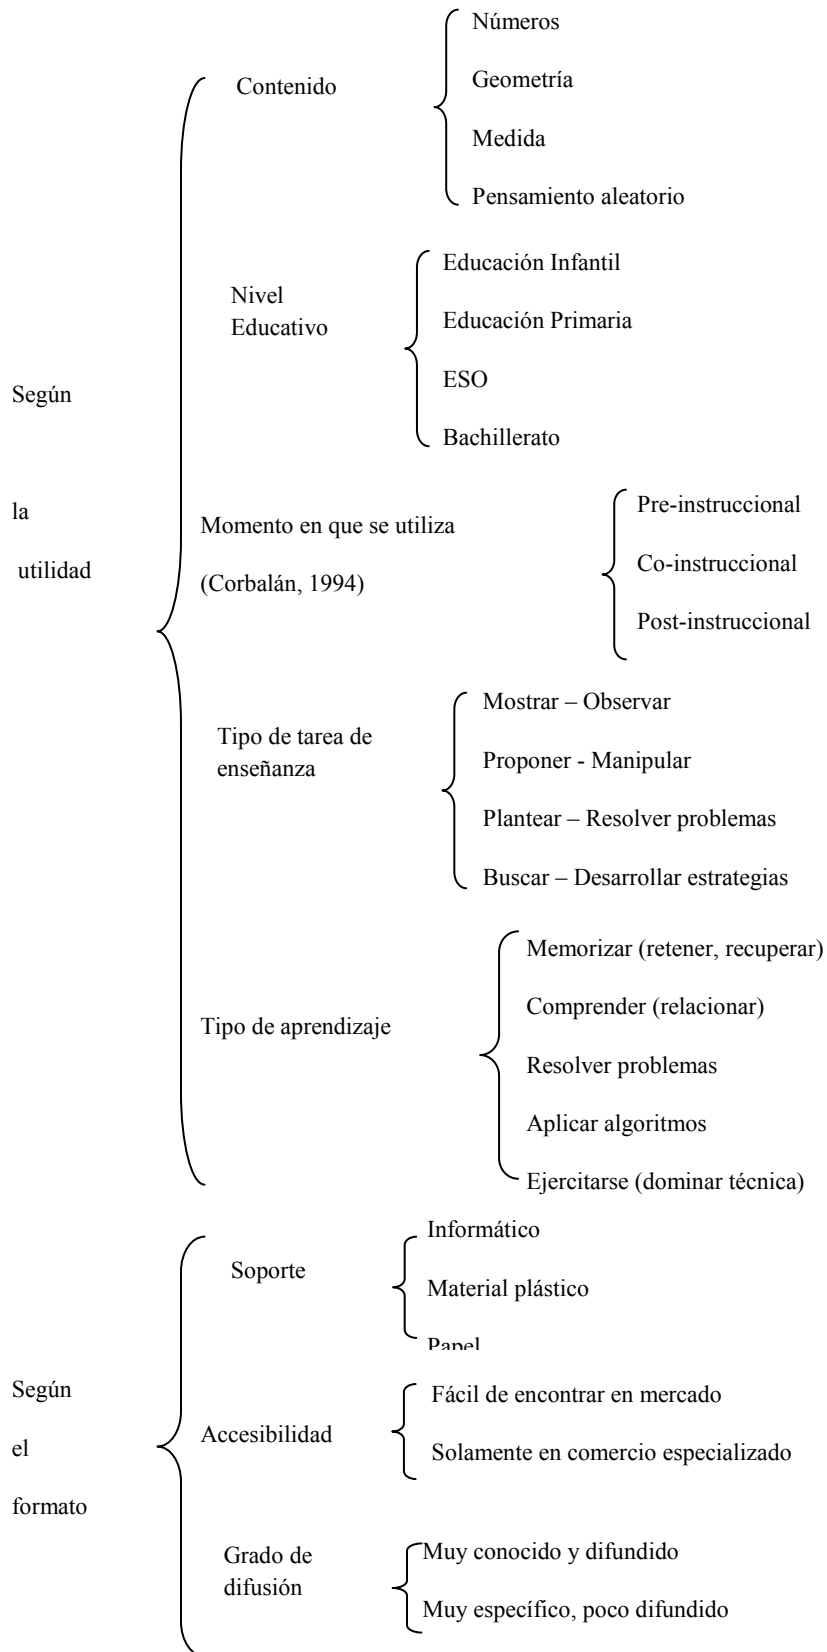 Según
la
utilidad
Contenido
Números
Geometría
Medida
Pensamiento aleatorio
Nivel
Educativo
Educación Infantil
Educación Primaria
ESO
Bachillerato
Momento en que se utiliza
(Corbalán, 1994)
Pre-instruccional
Co-instruccional
Post-instruccional
Tipo de tarea de
enseñanza
Mostrar – Observar
Proponer - Manipular
Plantear – Resolver problemas
Buscar – Desarrollar estrategias
Tipo de aprendizaje
Memorizar (retener, recuperar)
Comprender (relacionar)
Resolver problemas
Aplicar algoritmos
Ejercitarse (dominar técnica)
Según
el
formato
Soporte
Informático
Material plástico
Papel
Accesibilidad
Fácil de encontrar en mercado
Solamente en comercio especializado
Grado de
difusión
Muy conocido y difundido
Muy específico, poco difundido